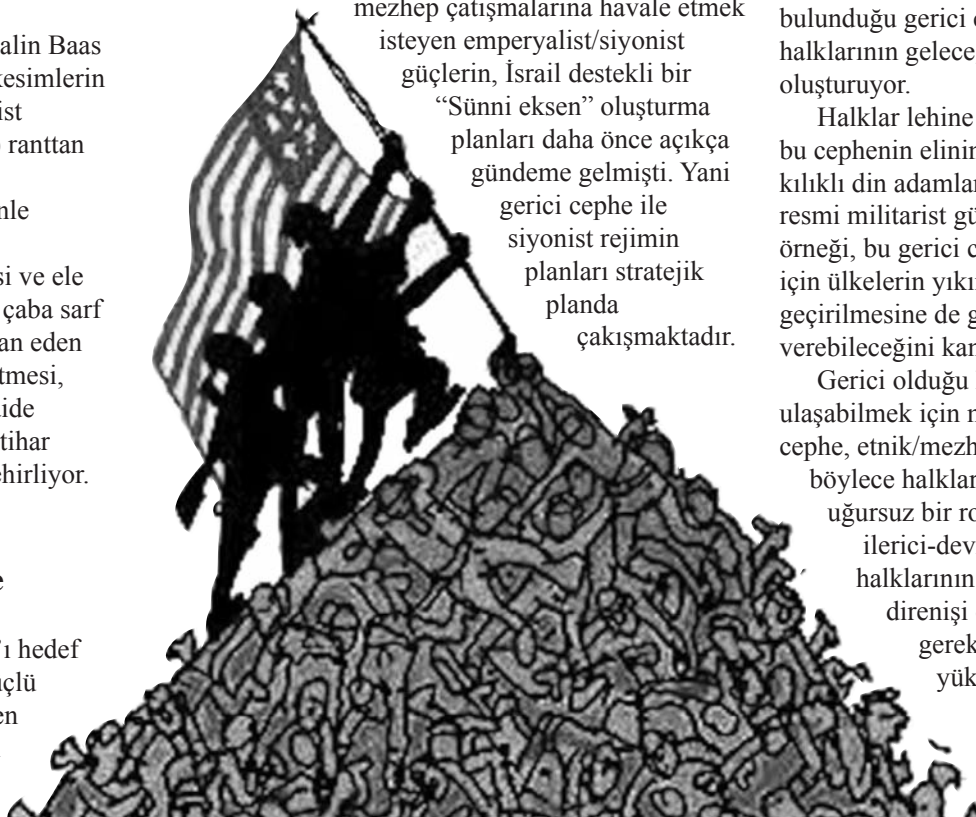 alin Baas
kesimlerin
ist
ranttan
nle
si ve ele
çaba sarf
an eden
tmesi,
ide
tihar
ehirliyor.
e
'ı hedef
üçlü
en
mezhep çatışmalarına havale etmek
isteyen emperyalist/siyonist
güçlerin, İsrail destekli bir
“Sünni eksen” oluşturma
planları daha önce açıkça
gündeme gelmişti. Yani
gerici cephe ile
siyonist rejimin
planları stratejik
planda
çakışmaktadır.
bulunduğu gerici
halklarının gelece
oluşturuyor.
Halklar lehine
bu cephenin elinin
kılıklı din adamlar
resmi militarist gü
örneği, bu gerici c
için ülkelerin yıkı
geçirilmesine de g
verebileceğini kan
Gerici olduğu
ulaşabilmek için n
cephe, etnik/mezh
böylece halklar
uğursuz bir ro
ilerici-dev
halklarının
direnişi
gerek
yük